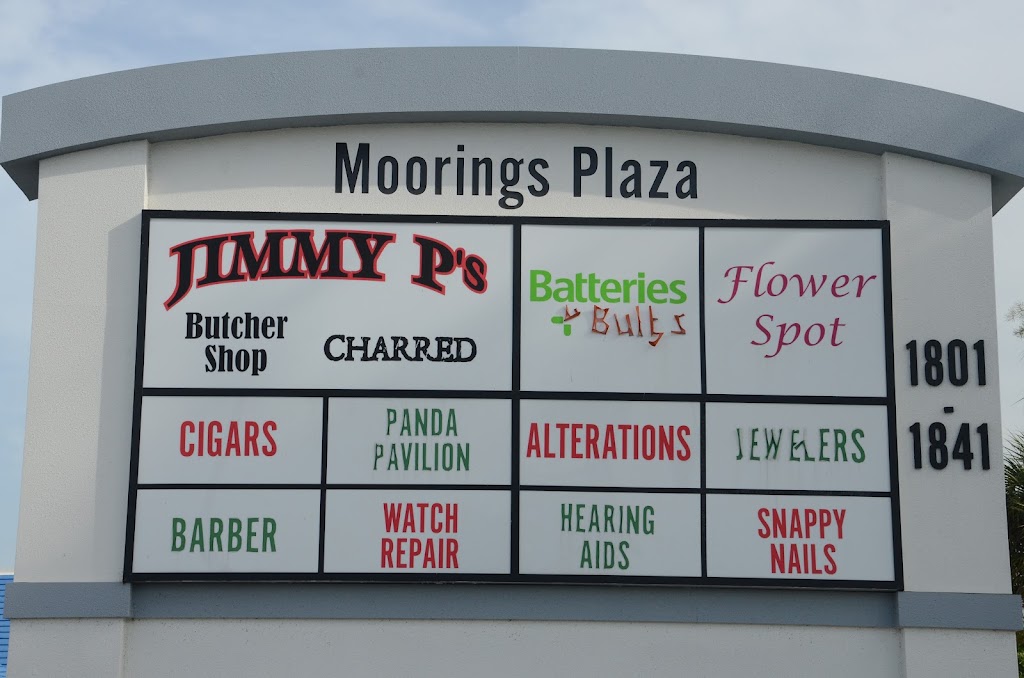 Moorings Plaza
JIMMY P's
Butcher
Shop
CHARRED
Batteries
+ Bulbs
Flower
Spot
1801
-
1841
CIGARS
PANDA
PAVILION
ALTERATIONS
JEWELERS
BARBER
WATCH
REPAIR
HEARING
AIDS
SNAPPY
NAILS